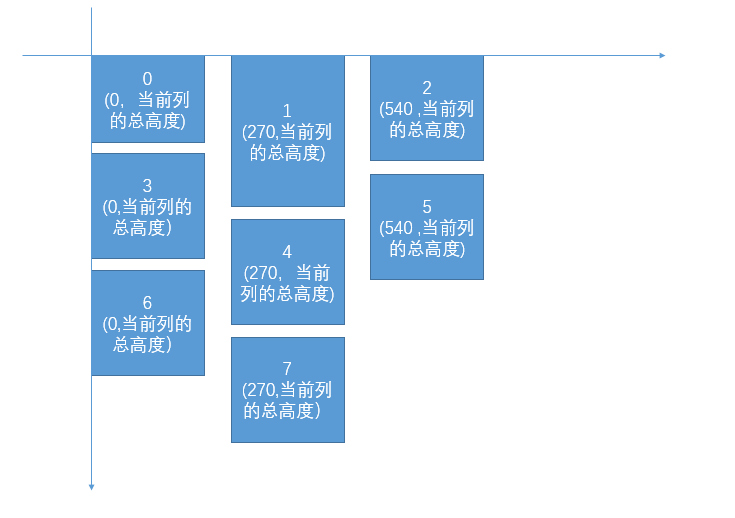 0
(0,  当前列
的总高度)
1
(270,当前列
的总高度)
2
(540 ,当前列
的总高度)
3
(0,当前列的
总高度）
4
(270,  当前
列的总高度)
5
(540 ,当前列
的总高度)
6
(0,当前列的
总高度）
7
(270,当前列
的总高度）